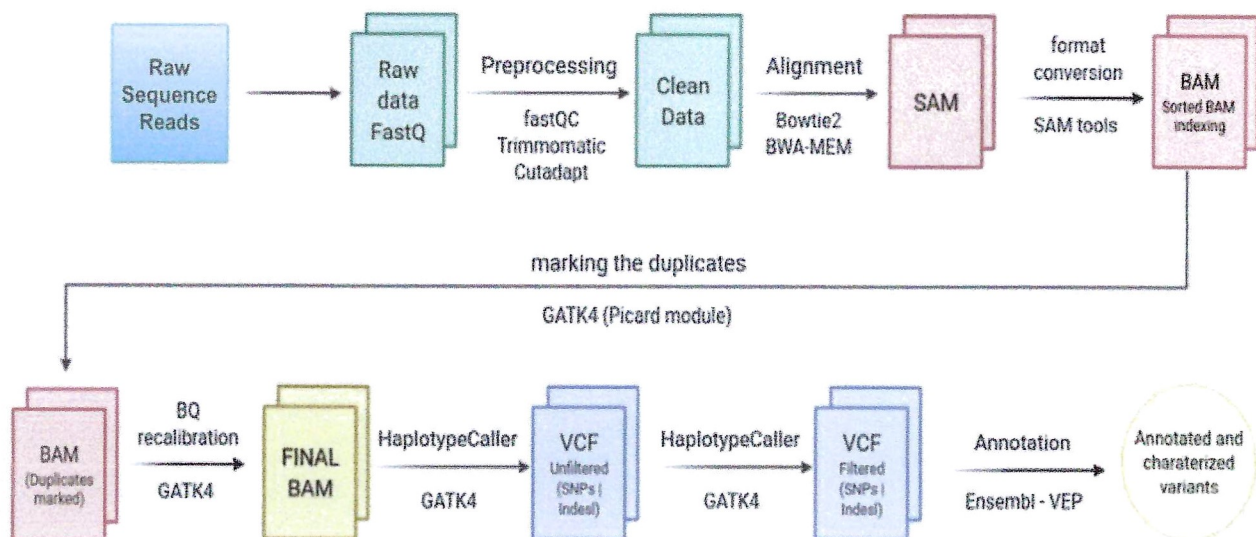 Raw
Sequence
Reads
Raw
data
FastQ
Preprocessing
fastQC
Trimmomatic
Cutadapt
Clean
Data
Alignment
Bowtie2
BWA-MEM
SAM
format
conversion
SAM tools
BAM
Sorted BAM
indexing
marking the duplicates
GATK4 (Picard module)
BAM
(Duplicates
marked)
BQ
recalibration
GATK4
FINAL
BAM
HaplotypeCaller
GATK4
VCF
Unfiltered
(SNPs |
Indesl)
HaplotypeCaller
GATK4
VCF
Filtered
(SNPs |
Indesl)
Annotation
Ensembl - VEP
Annotated and
charaterized
variants